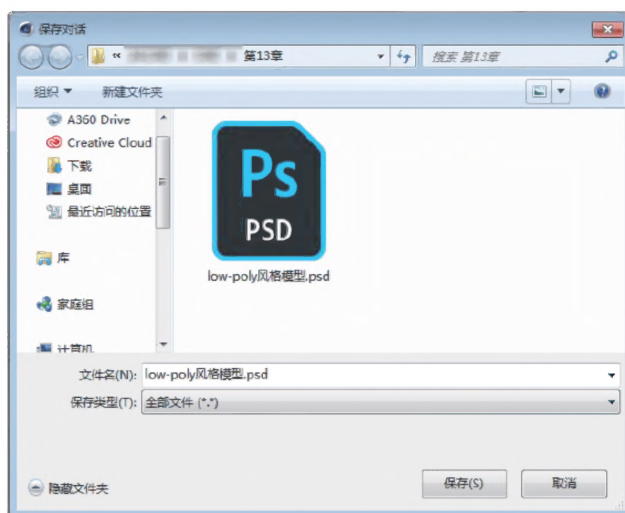 保存对话
« 第13章
搜索 第13章
组织 新建文件夹
A360 Drive
Creative Cloud
下载
桌面
最近访问的位置
库
家庭组
计算机
Ps
PSD
low-poly风格模型.psd
文件名(N): low-poly风格模型.psd
保存类型(T): 全部文件 (*.*)
隐藏文件夹
保存(S) 取消